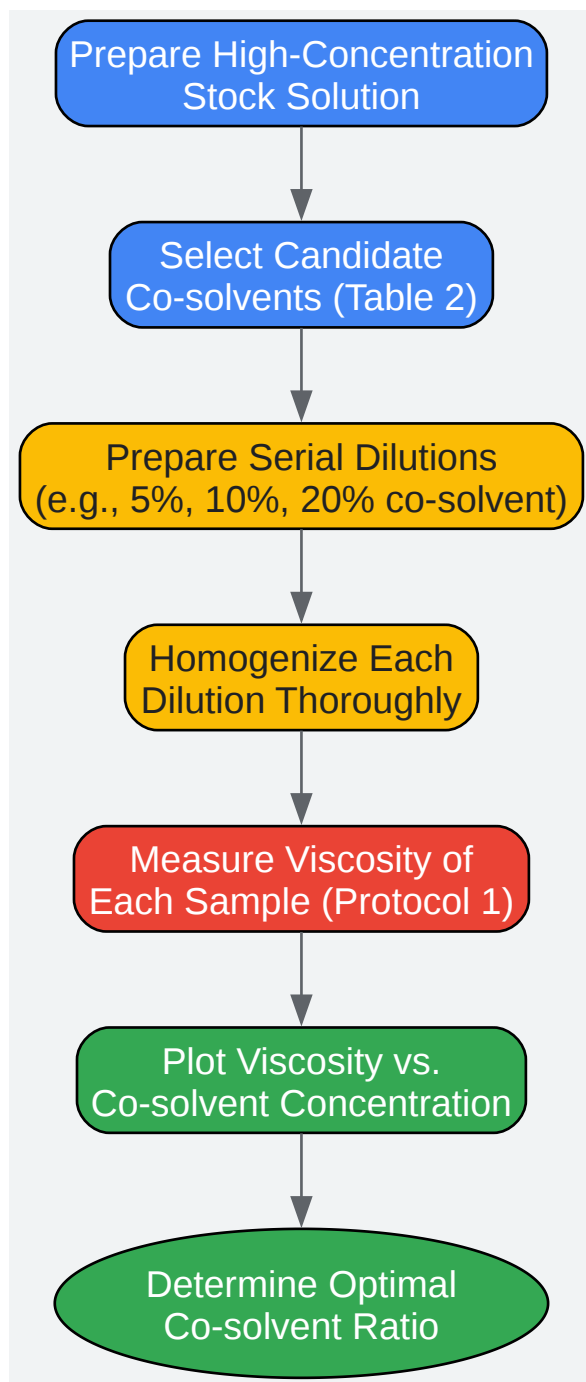 Prepare High-Concentration
Stock Solution
Select Candidate
Co-solvents (Table 2)
Prepare Serial Dilutions
(e.g., 5%, 10%, 20% co-solvent)
Homogenize Each
Dilution Thoroughly
Measure Viscosity of
Each Sample (Protocol 1)
Plot Viscosity vs.
Co-solvent Concentration
Determine Optimal
Co-solvent Ratio